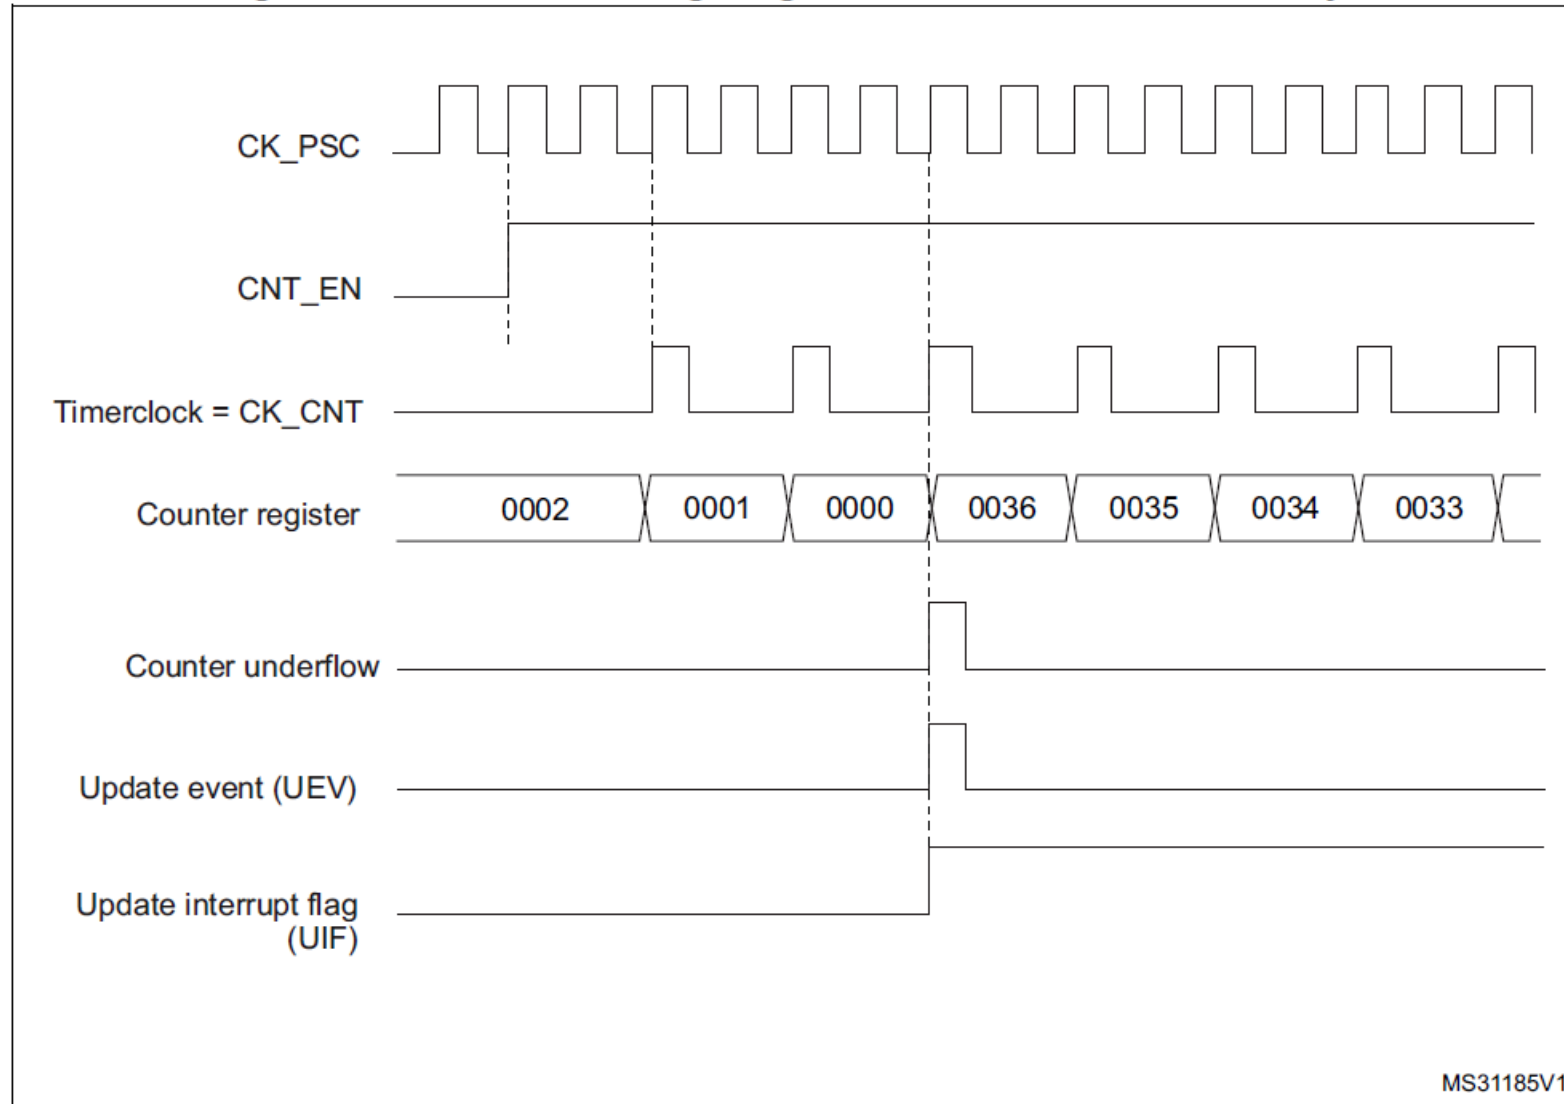 CK_PSC
CNT_EN
Timerclock = CK_CNT
Counter register
0002 0001 0000 0036 0035 0034 0033
Counter underflow
Update event (UEV)
Update interrupt flag
(UIF)
MS31185V1